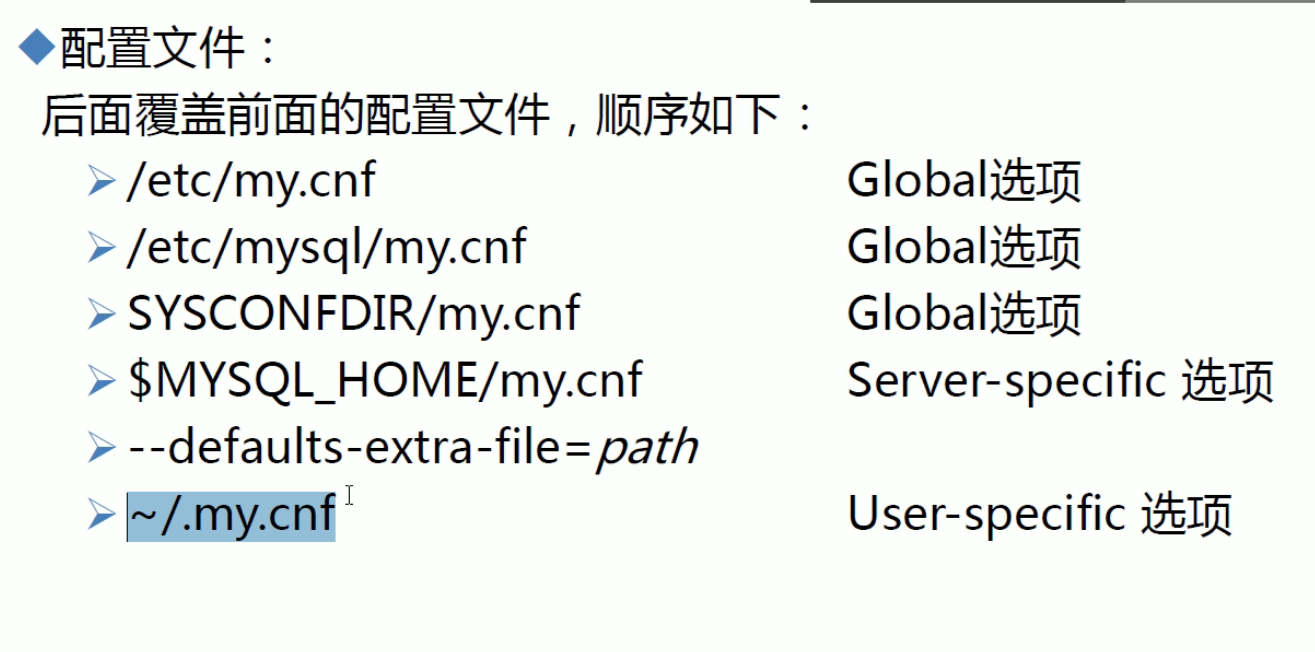 配置文件：
后面覆盖前面的配置文件，顺序如下：
/etc/my.cnf Global选项
/etc/mysql/my.cnf Global选项
SYSCONFDIR/my.cnf Global选项
$MYSQL_HOME/my.cnf Server-specific 选项
--defaults-extra-file=path
~/.my.cnf User-specific 选项